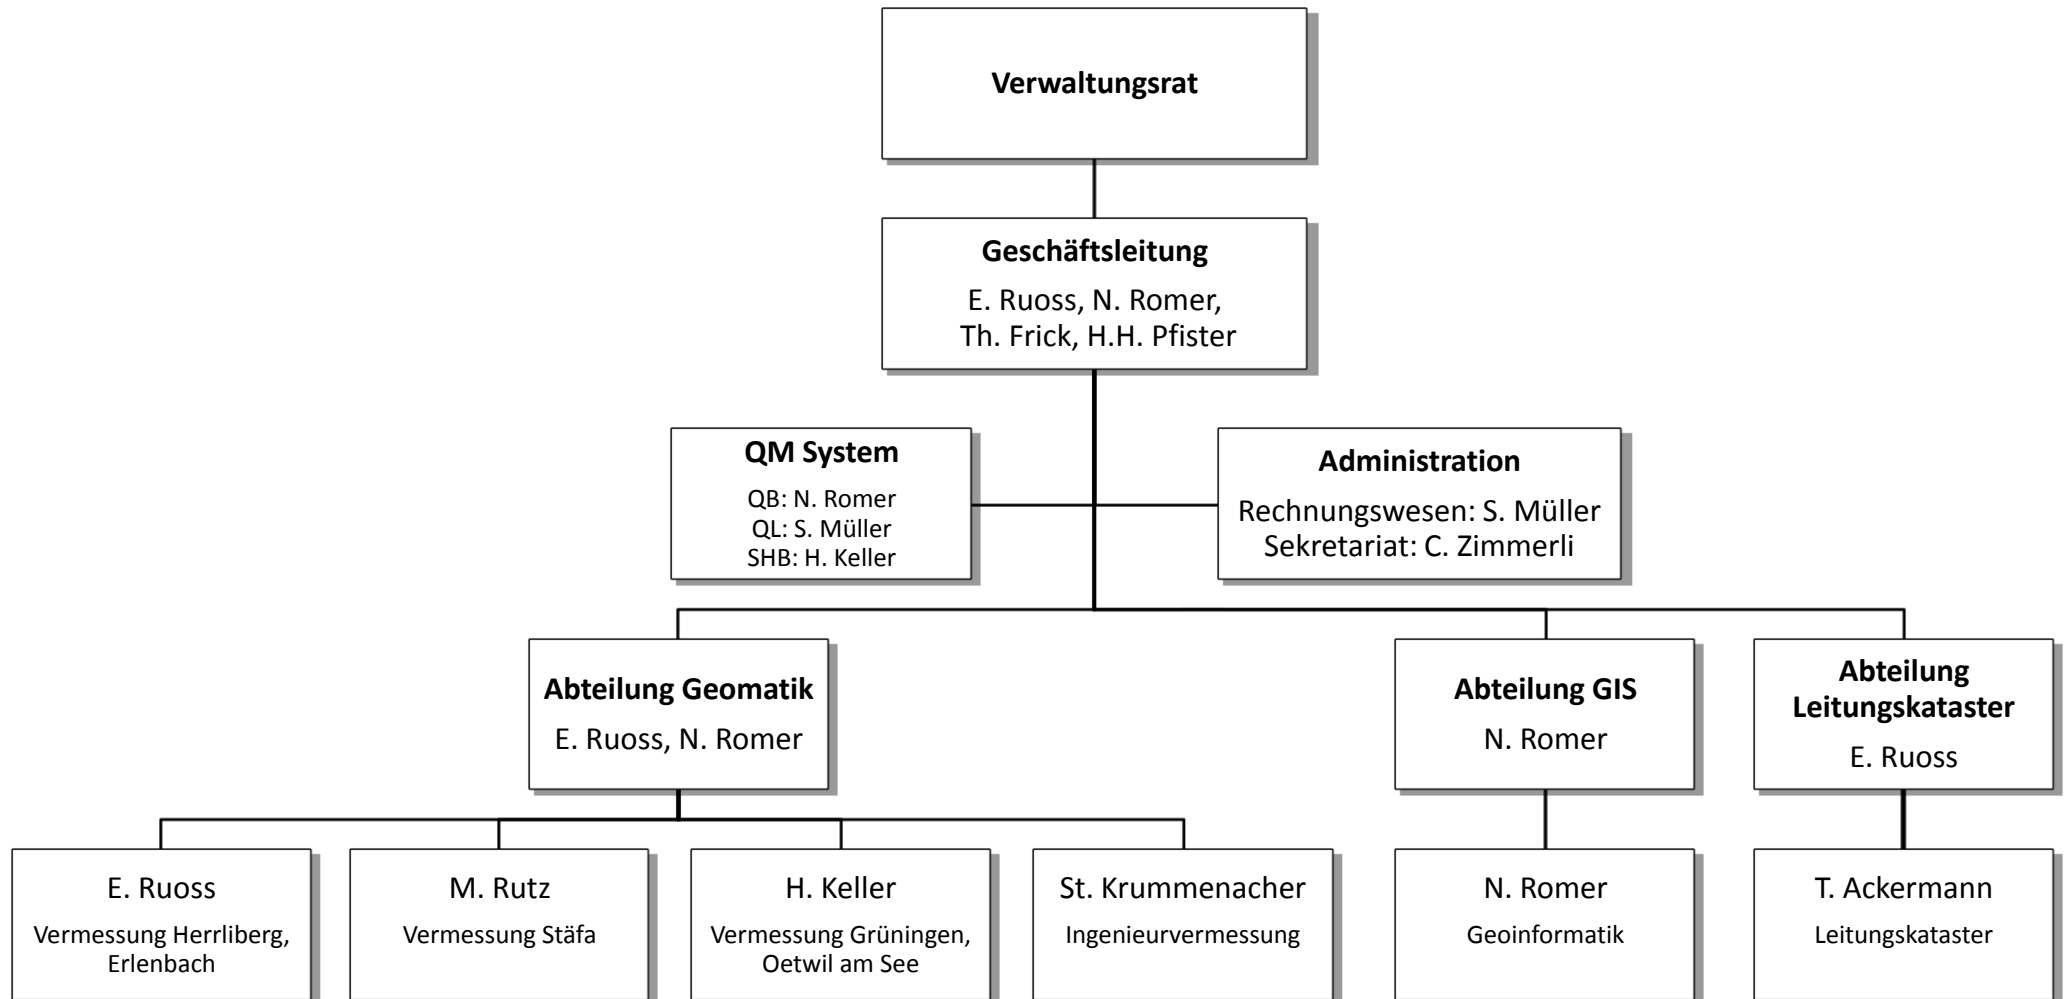 Verwaltungsrat
Geschäftsleitung
E. Ruoss, N. Romer,
Th. Frick, H.H. Pfister
QM System
QB: N. Romer
QL: S. Müller
SHB: H. Keller
Administration
Rechnungswesen: S. Müller
Sekretariat: C. Zimmerli
Abteilung Geomatik
E. Ruoss, N. Romer
Abteilung GIS
N. Romer
Abteilung
Leitungskataster
E. Ruoss
E. Ruoss
Vermessung Herrliberg,
Erlenbach
M. Rutz
Vermessung Stäfa
H. Keller
Vermessung Grüningen,
Oetwil am See
St. Krummenacher
Ingenieurvermessung
N. Romer
Geoinformatik
T. Ackermann
Leitungskataster